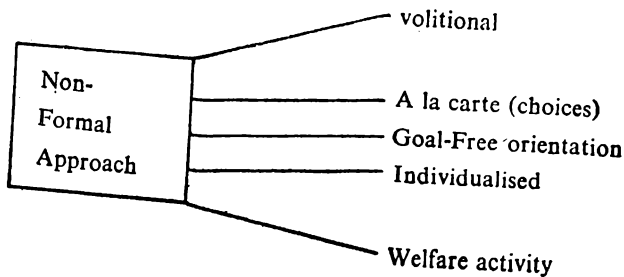 Non-
Formal
Approach
volitional
A la carte (choices)
Goal-Free orientation
Individualised
Welfare activity